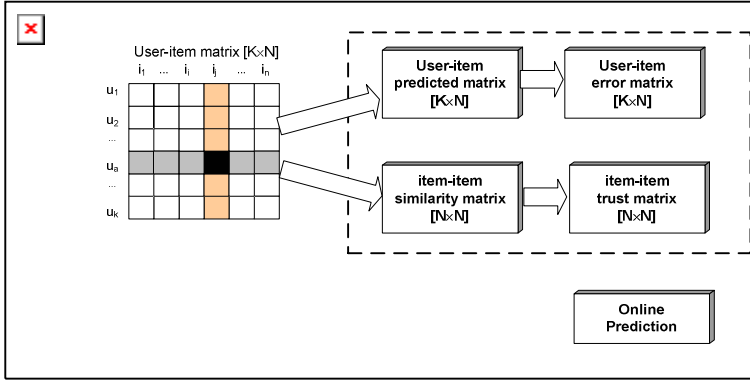 User-item matrix [K×N]
i1 ... ii ij ... in
u1
u2
...
ua
...
uk
User-item
predicted matrix
[K×N]
User-item
error matrix
[K×N]
item-item
similarity matrix
[N×N]
item-item
trust matrix
[N×N]
Online
Prediction